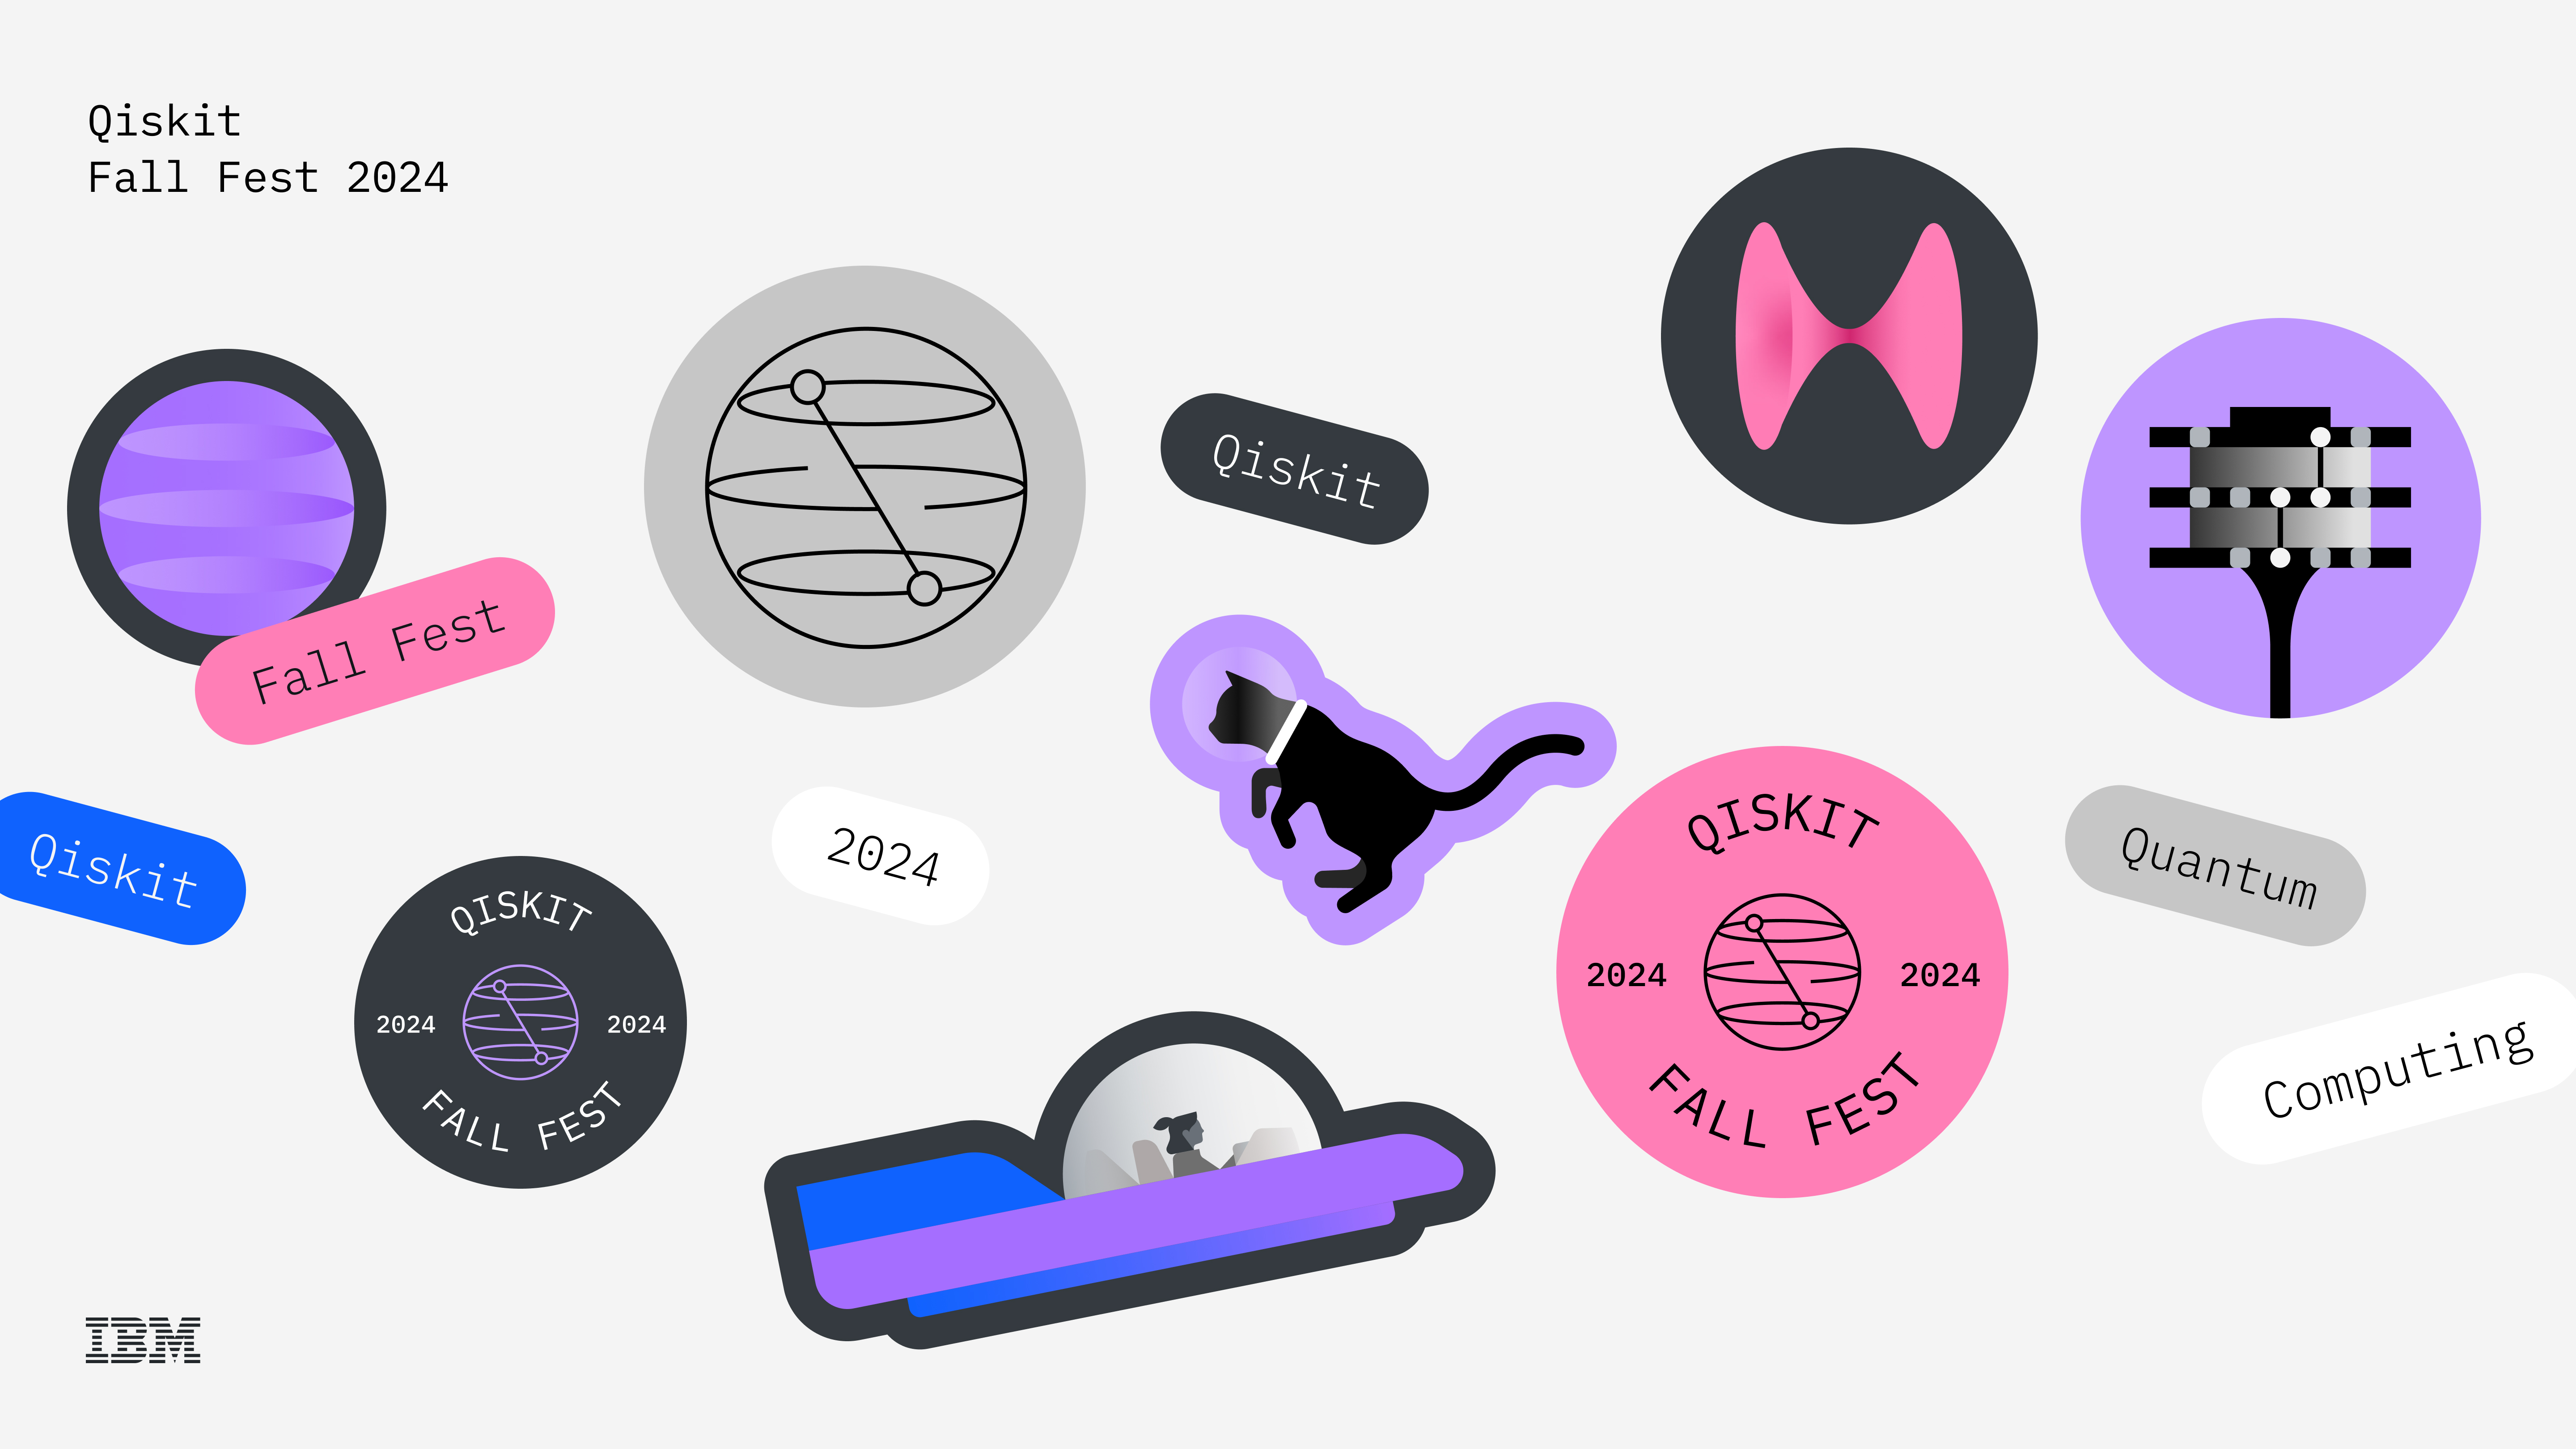 Qiskit
Fall Fest 2024
Qiskit
Fall Fest
Qiskit
2024
QISKIT
2024 2024
FALL FEST
QISKIT
2024 2024
FALL FEST
Quantum
Computing
IBM